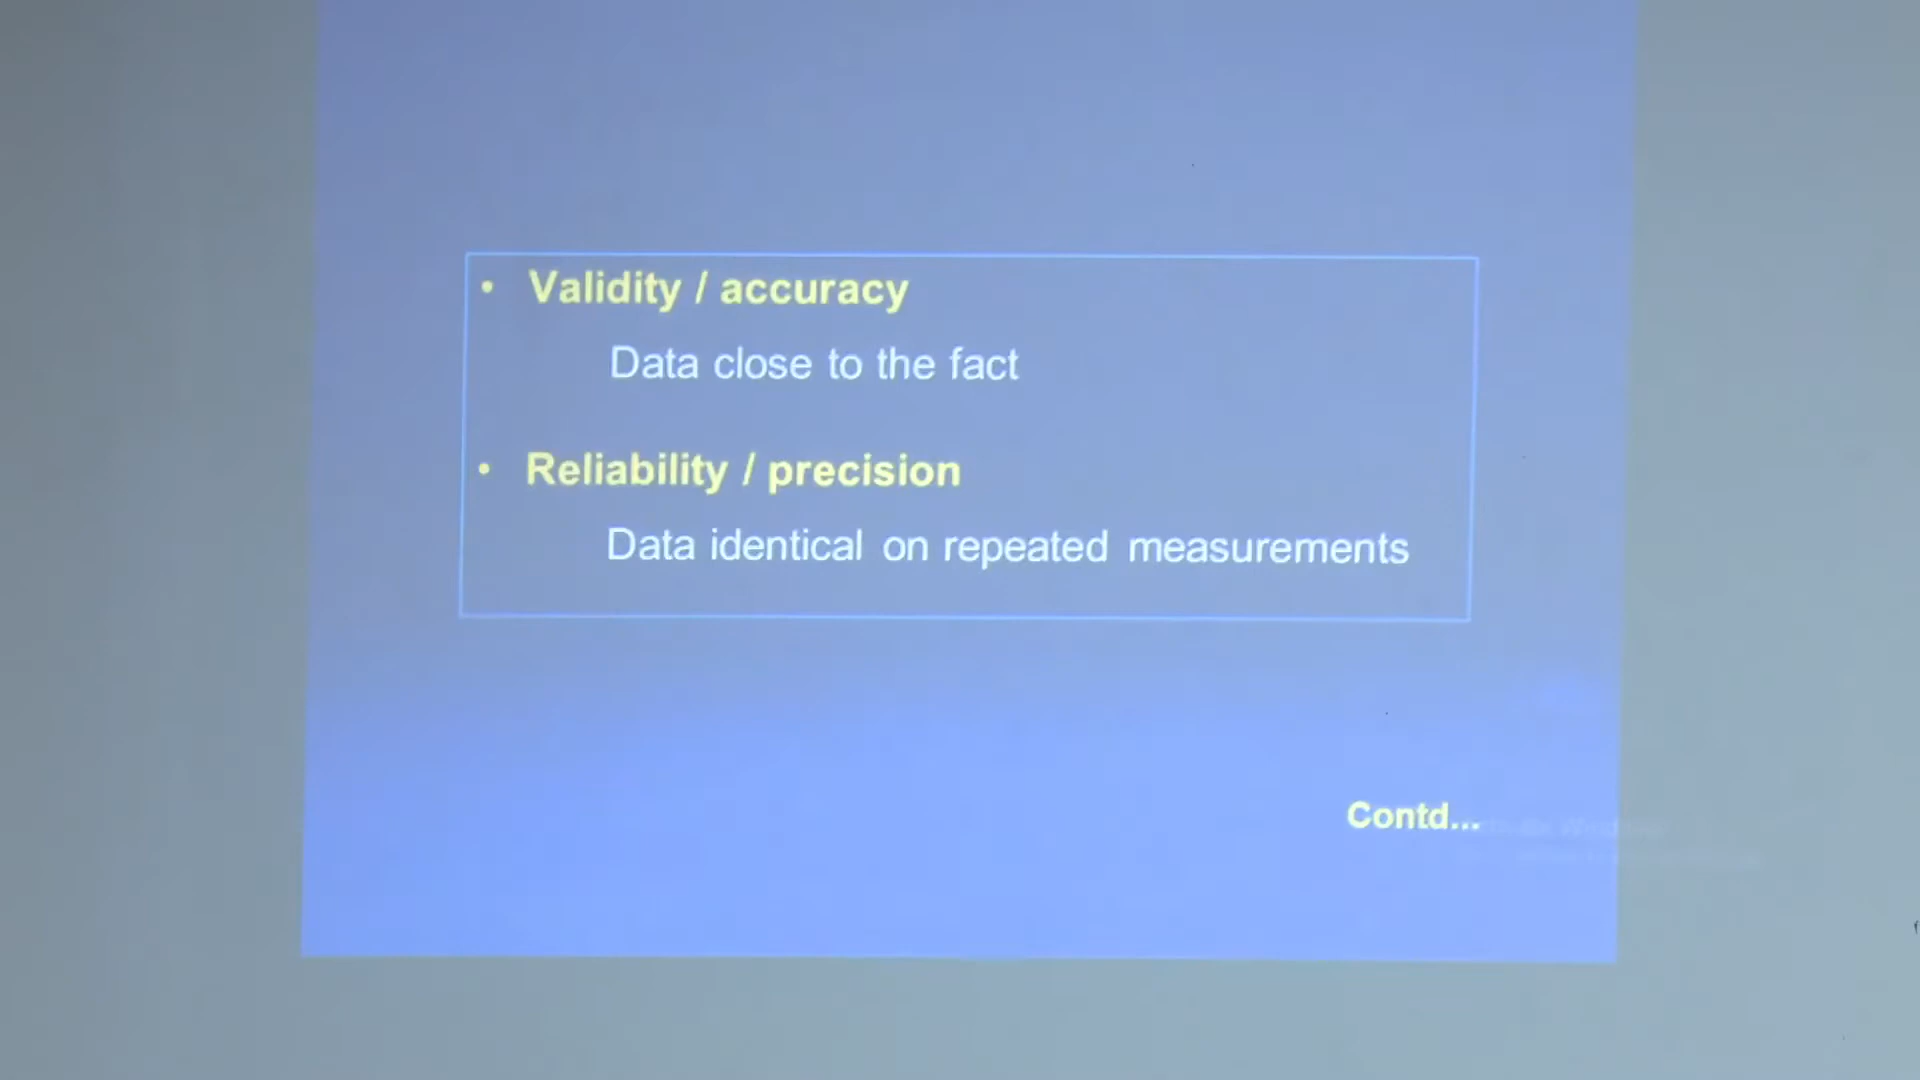 • Validity / accuracy
Data close to the fact
• Reliability / precision
Data identical on repeated measurements
Contd...